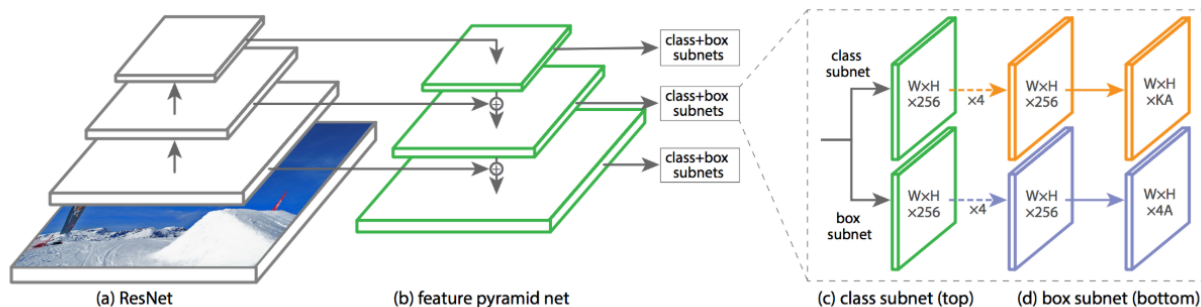 class+box
subnets
class+box
subnets
class+box
subnets
class
subnet
W×H
×256
×4
W×H
×256
W×H
×KA
box
subnet
W×H
×256
×4
W×H
×256
W×H
×4A
(a) ResNet
(b) feature pyramid net
(c) class subnet (top)
(d) box subnet (bottom)